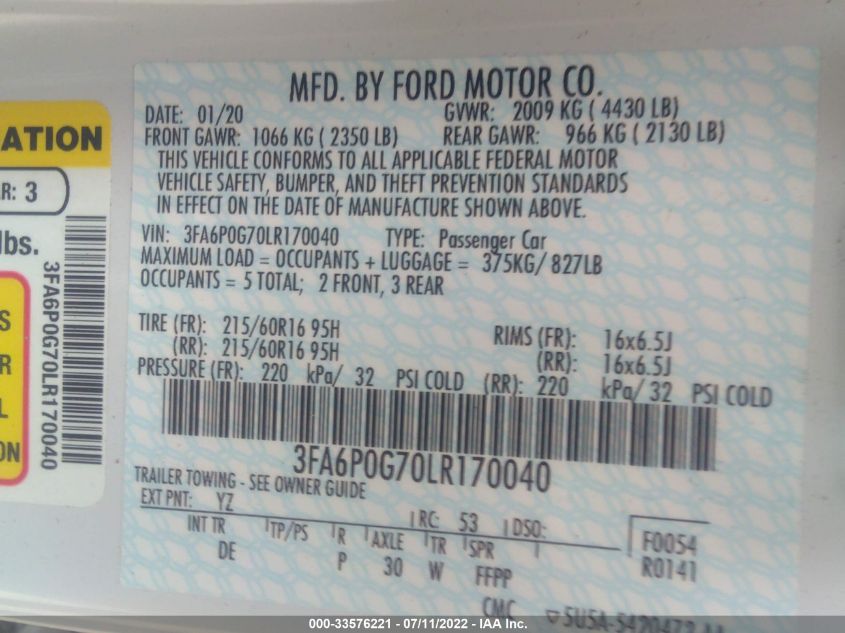 MFD. BY FORD MOTOR CO.
DATE: 01/20 GVWR: 2009 KG ( 4430 LB)
FRONT GAWR: 1066 KG ( 2350 LB) REAR GAWR: 966 KG ( 2130 LB)
THIS VEHICLE CONFORMS TO ALL APPLICABLE FEDERAL MOTOR
VEHICLE SAFETY, BUMPER, AND THEFT PREVENTION STANDARDS
IN EFFECT ON THE DATE OF MANUFACTURE SHOWN ABOVE.
VIN: 3FA6P0G70LR170040 TYPE: Passenger Car
MAXIMUM LOAD = OCCUPANTS + LUGGAGE = 375KG/ 827LB
OCCUPANTS = 5 TOTAL; 2 FRONT, 3 REAR
TIRE (FR): 215/60R16 95H RIMS (FR): 16x6.5J
(RR): 215/60R16 95H (RR): 16x6.5J
PRESSURE (FR): 220 kPa/ 32 PSI COLD (RR): 220 kPa/ 32 PSI COLD
3FA6P0G70LR170040
TRAILER TOWING - SEE OWNER GUIDE
EXT PNT: YZ RC: 53 DSO:
INT TR TP/PS R AXLE TR SPR F0054
DE P 30 W FFPP R0141
CMC
ATION
R: 3
lbs.
3FA6P0G70LR170040
S
R
L
ON
000-33576221 - 07/11/2022 - IAA Inc.